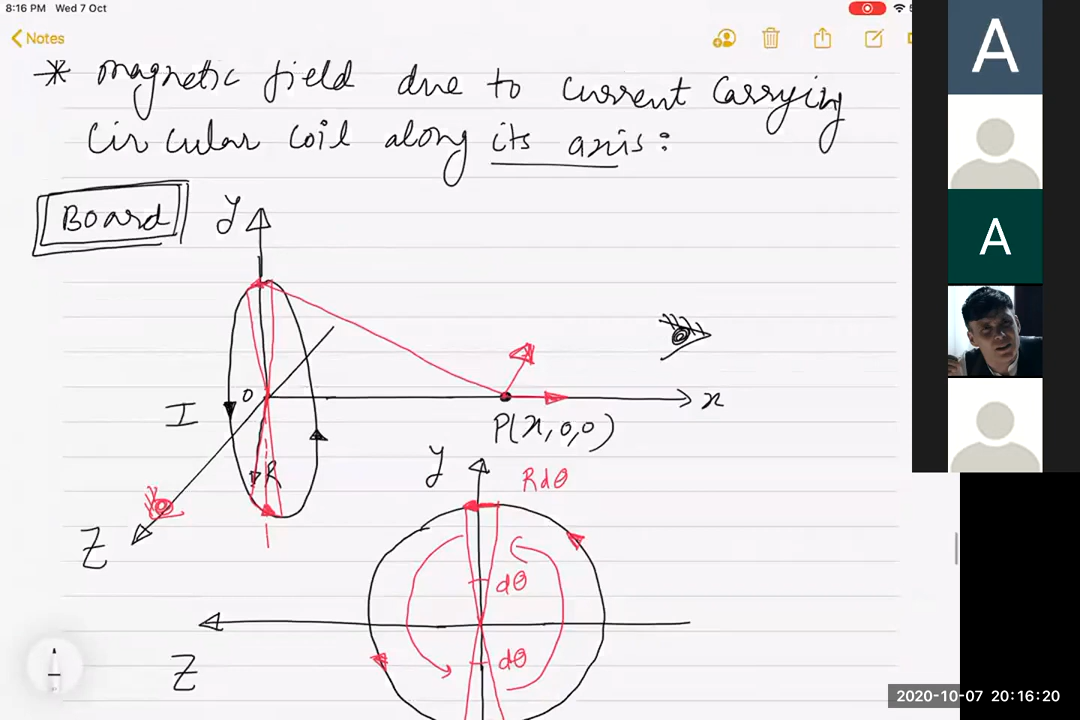 8:16 PM Wed 7 Oct
Notes
* magnetic field due to current carrying
circular coil along its axis:
Board
y
O
x
I
P(x,0,0)
R
y
Rdθ
Z
dθ
dθ
Z
A
A
2020-10-07 20:16:20